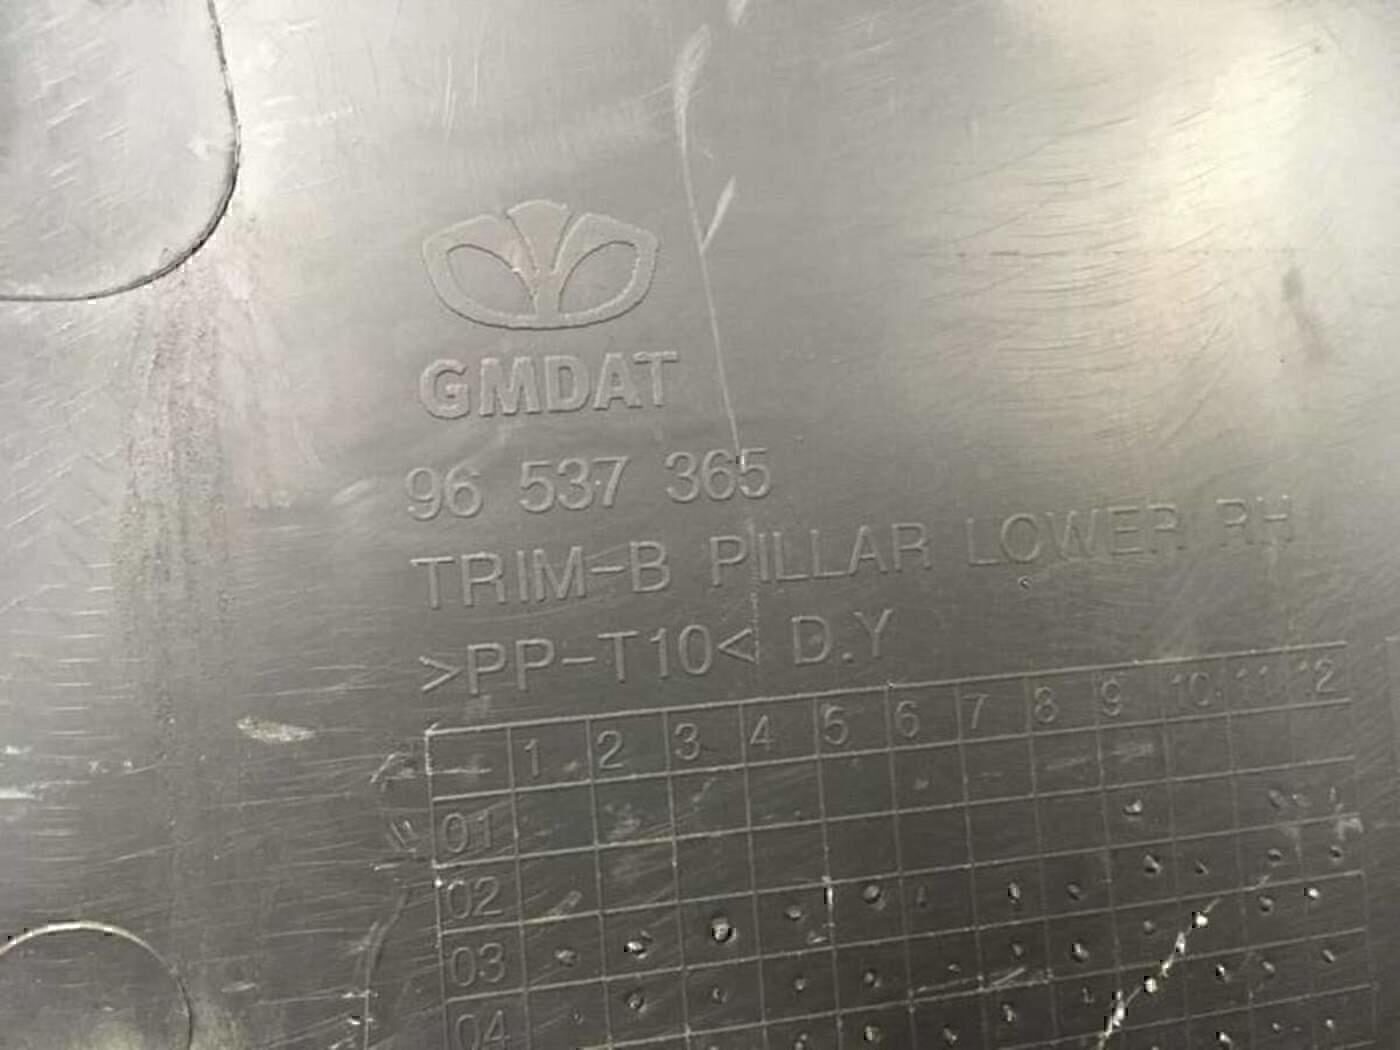 GMDAT
96 537 365
TRIM-B PILLAR LOWER RH
>PP-T10< D.Y
1 2 3 4 5 6 7 8 9 10 11 12
01
02
03
04